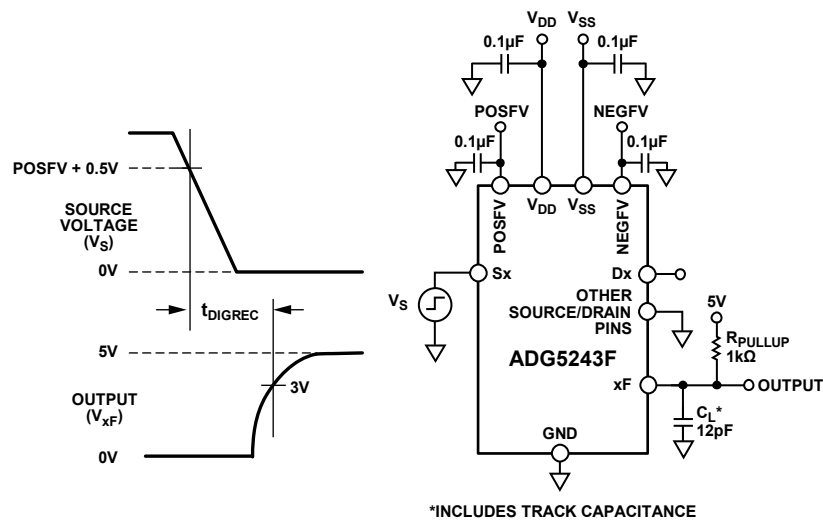 VDD
VSS
0.1µF
0.1µF
POSFV
NEGFV
0.1µF
0.1µF
POSFV
VDD
VSS
NEGFV
POSFV + 0.5V
SOURCE
VOLTAGE
(VS)
0V
tDIGREC
5V
OUTPUT
(VxF)
3V
0V
VS
Sx
Dx
OTHER
SOURCE/DRAIN
PINS
ADG5243F
5V
RPULLUP
1kΩ
xF
OUTPUT
CL*
12pF
GND
*INCLUDES TRACK CAPACITANCE